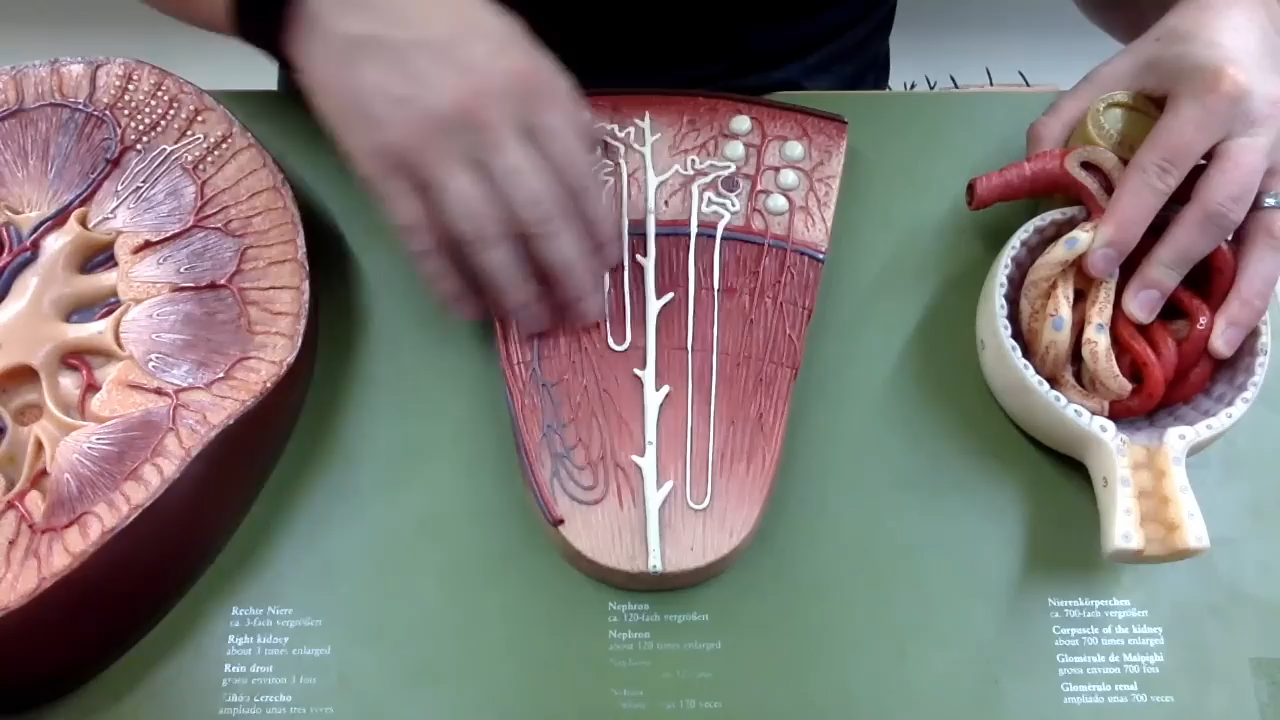 Rechte Niere
ca. 3-fach vergrößert
Right kidney
about 3 times enlarged
Rein droit
grossi environ 3 fois
Riñón derecho
ampliado unas tres veces
Nephron
ca. 120-fach vergrößert
Nephron
about 120 times enlarged
Nierenkörperchen
ca. 700-fach vergrößert
Corpuscle of the kidney
about 700 times enlarged
Glomérule de Malpighi
grossi environ 700 fois
Glomérulo renal
ampliado unas 700 veces
3